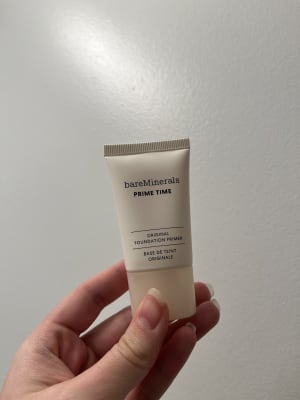 bareMinerals
PRIME TIME
ORIGINAL
FOUNDATION PRIMER
BASE DE TEINT
ORIGINALE